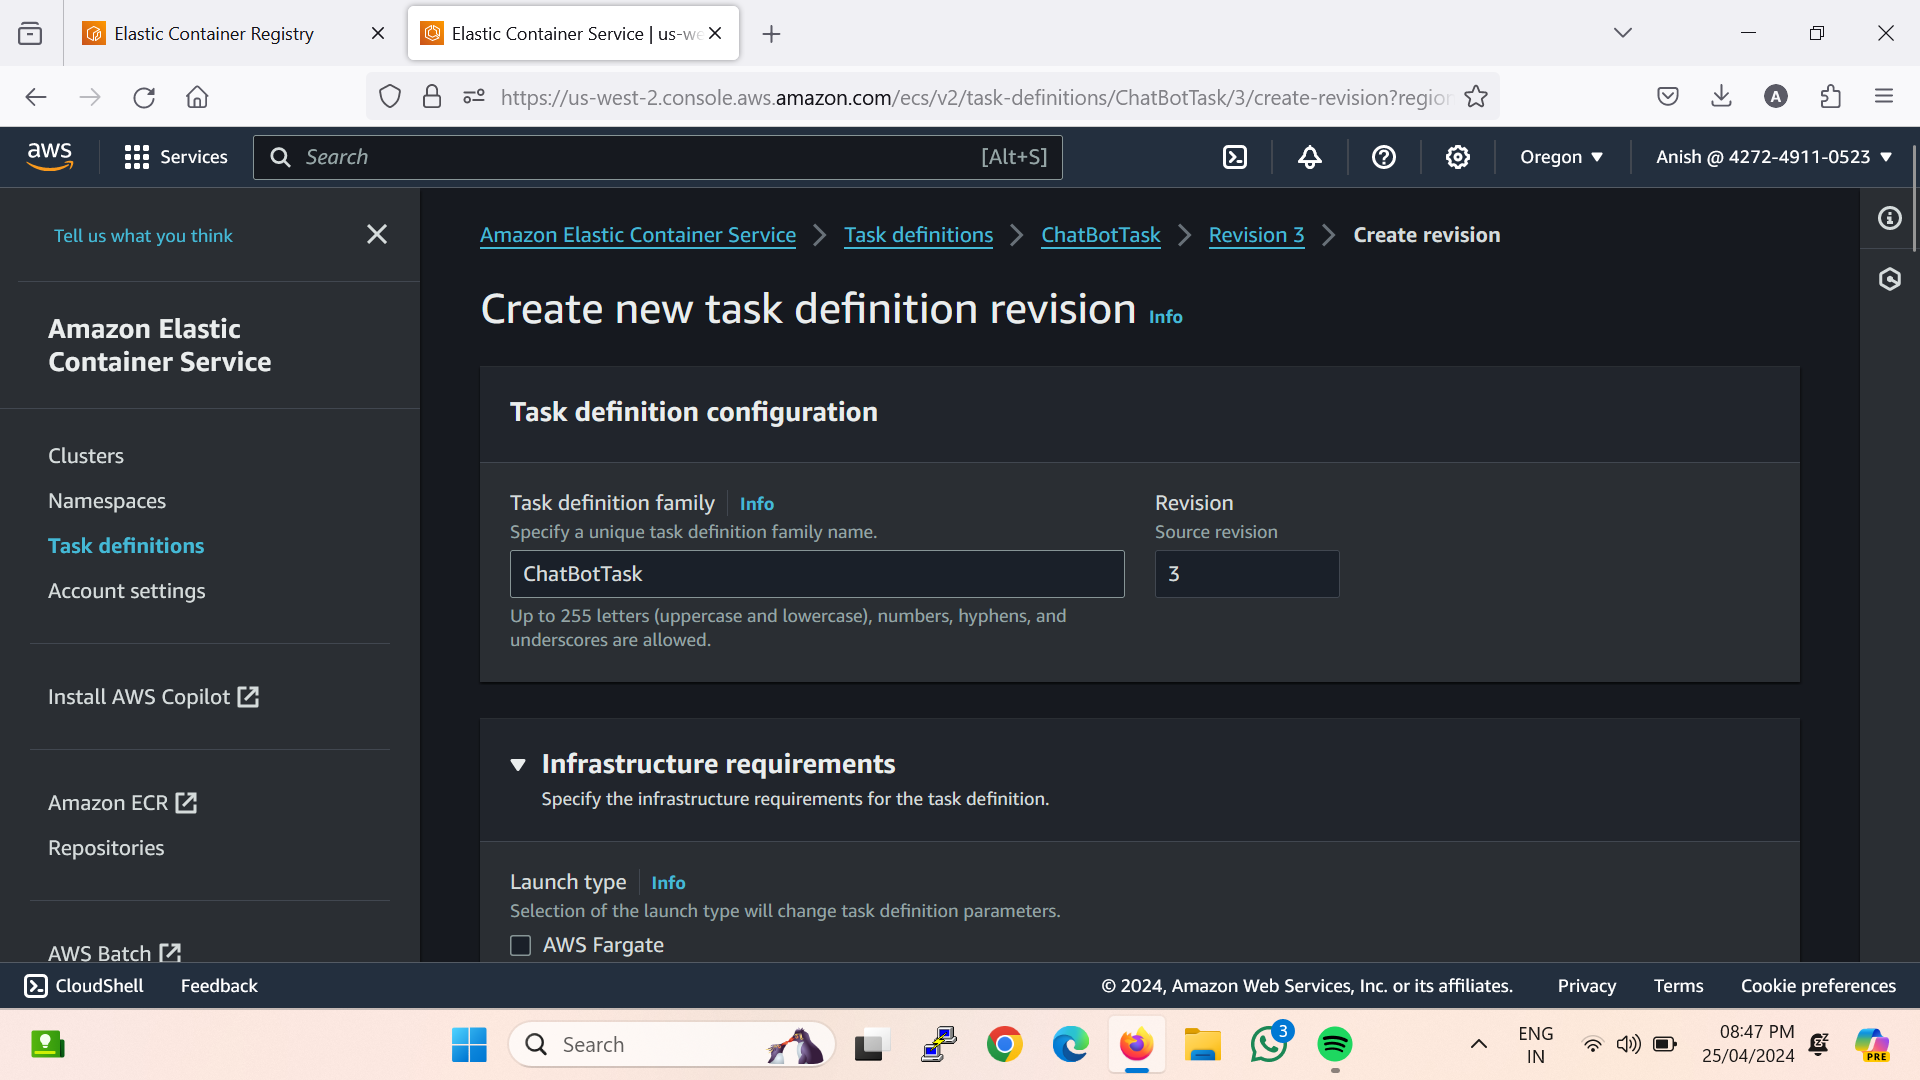 Elastic Container Registry
Elastic Container Service | us-we
https://us-west-2.console.aws.amazon.com/ecs/v2/task-definitions/ChatBotTask/3/create-revision?region
A
aws
Services
Search
[Alt+S]
Oregon
Anish @ 4272-4911-0523
Tell us what you think
Amazon Elastic
Container Service
Clusters
Namespaces
Task definitions
Account settings
Install AWS Copilot
Amazon ECR
Repositories
AWS Batch
Amazon Elastic Container Service
Task definitions
ChatBotTask
Revision 3
Create revision
Create new task definition revision Info
Task definition configuration
Task definition family
Info
Specify a unique task definition family name.
ChatBotTask
Up to 255 letters (uppercase and lowercase), numbers, hyphens, and
underscores are allowed.
Revision
Source revision
3
Infrastructure requirements
Specify the infrastructure requirements for the task definition.
Launch type
Info
Selection of the launch type will change task definition parameters.
AWS Fargate
CloudShell
Feedback
© 2024, Amazon Web Services, Inc. or its affiliates.
Privacy
Terms
Cookie preferences
Search
3
ENG
IN
08:47 PM
25/04/2024
PRE